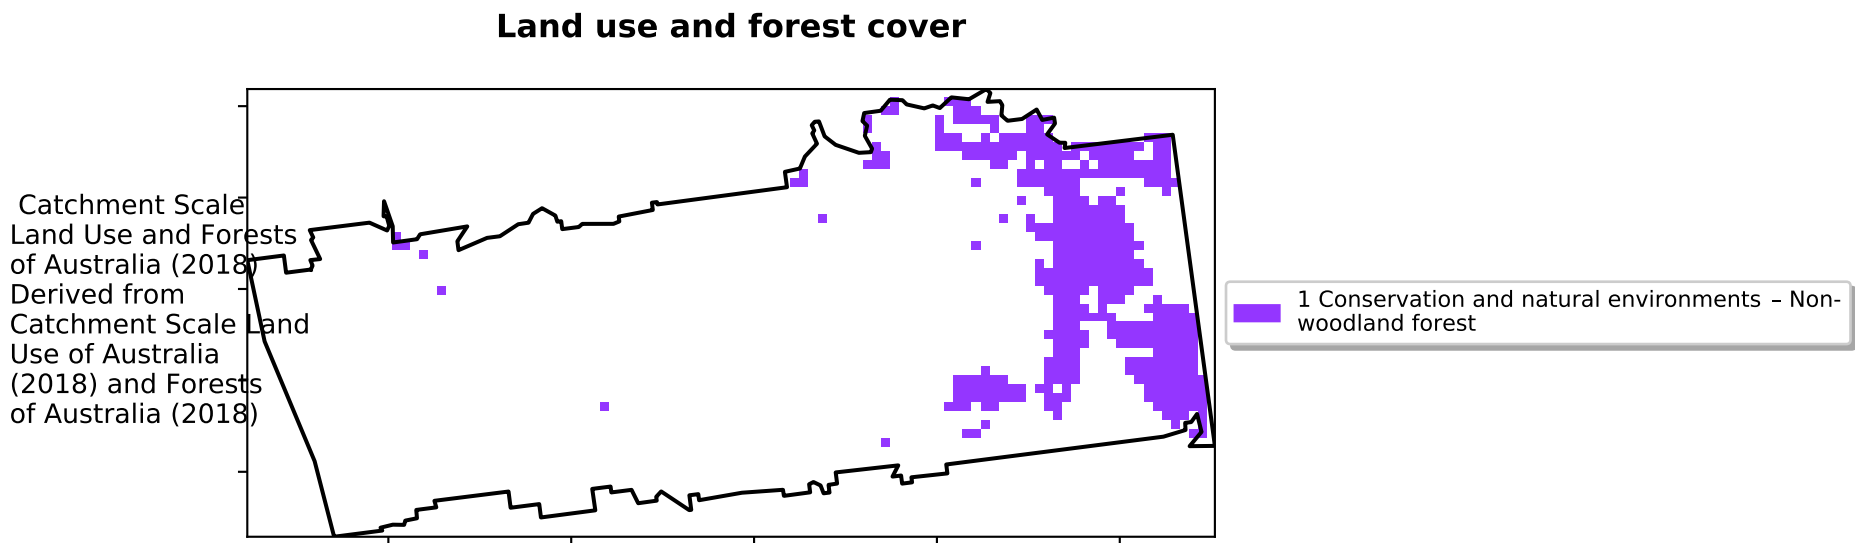 Land use and forest cover
Catchment Scale
Land Use and Forests
of Australia (2018)
Derived from
Catchment Scale Land
Use of Australia
(2018) and Forests
of Australia (2018)
1 Conservation and natural environments – Non-
woodland forest